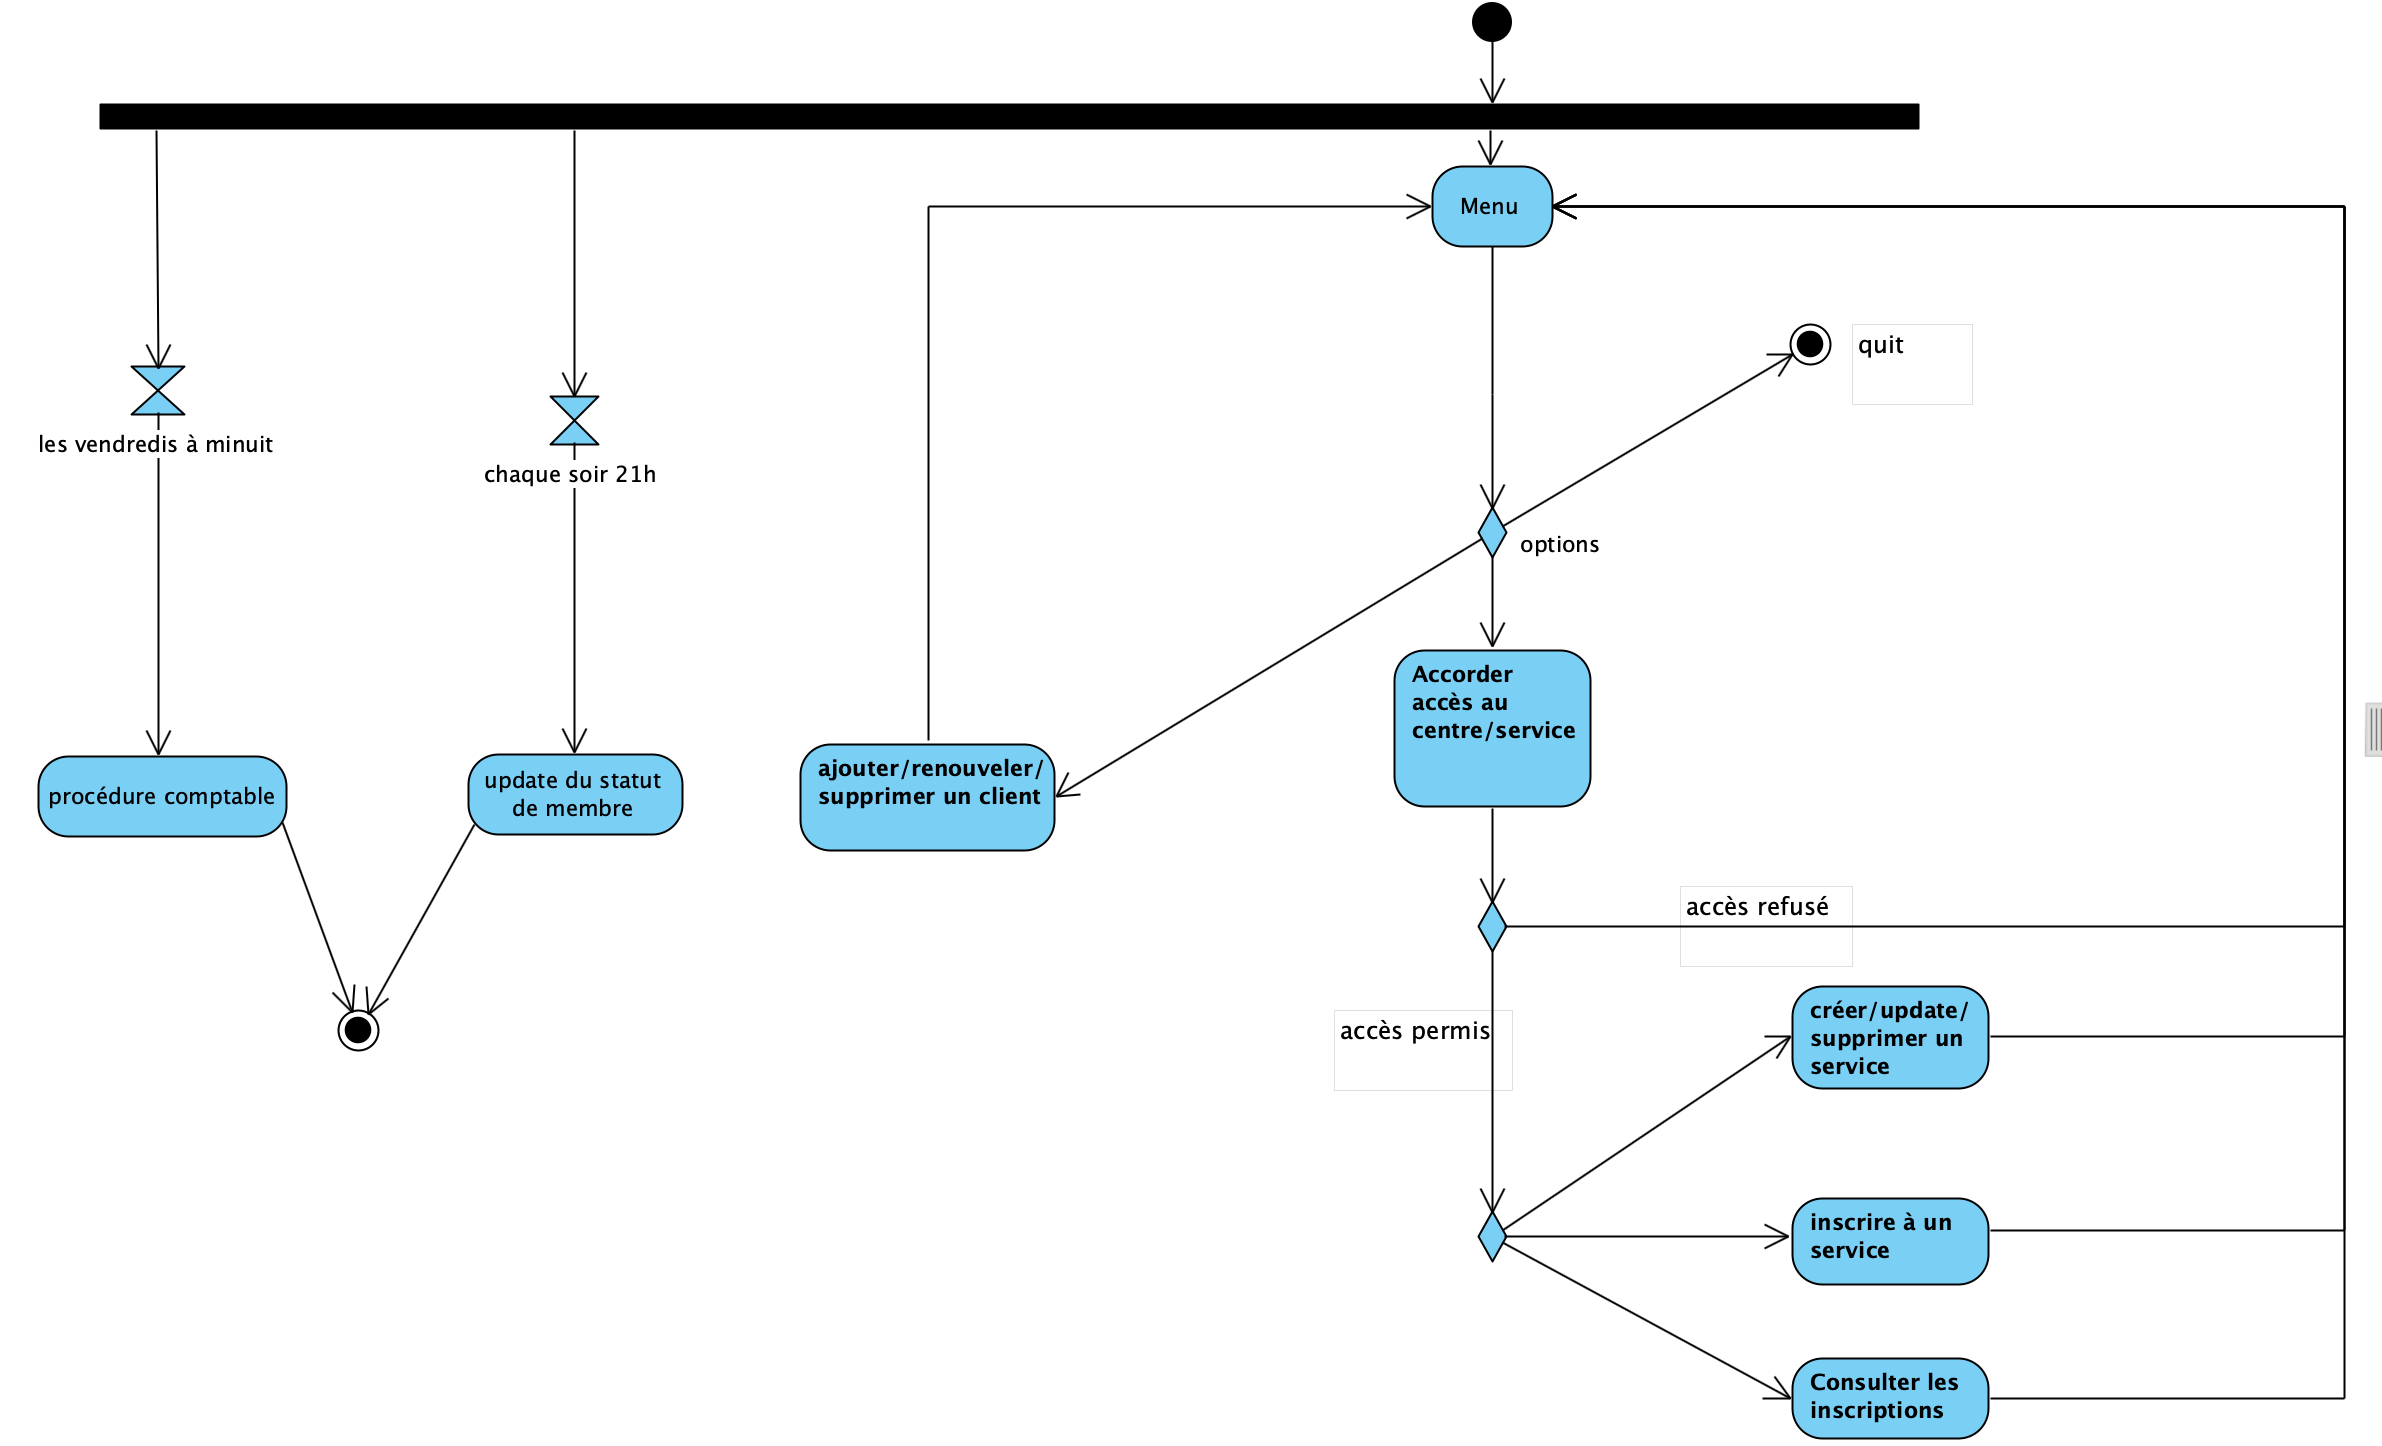 Menu
quit
les vendredis à minuit
chaque soir 21h
options
Accorder
accès au
centre/service
procédure comptable
update du statut
de membre
ajouter/renouveler/
supprimer un client
accès refusé
accès permis
créer/update/
supprimer un
service
inscrire à un
service
Consulter les
inscriptions